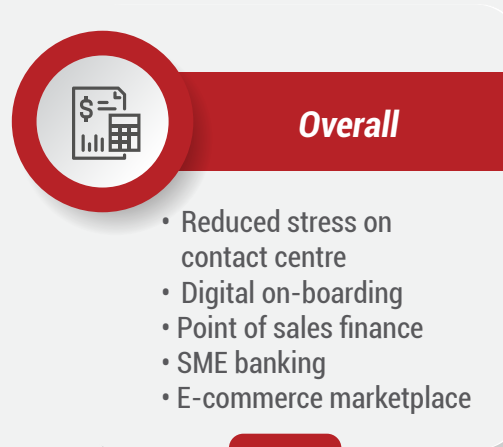 $
Overall
• Reduced stress on
contact centre
• Digital on-boarding
• Point of sales finance
• SME banking
• E-commerce marketplace